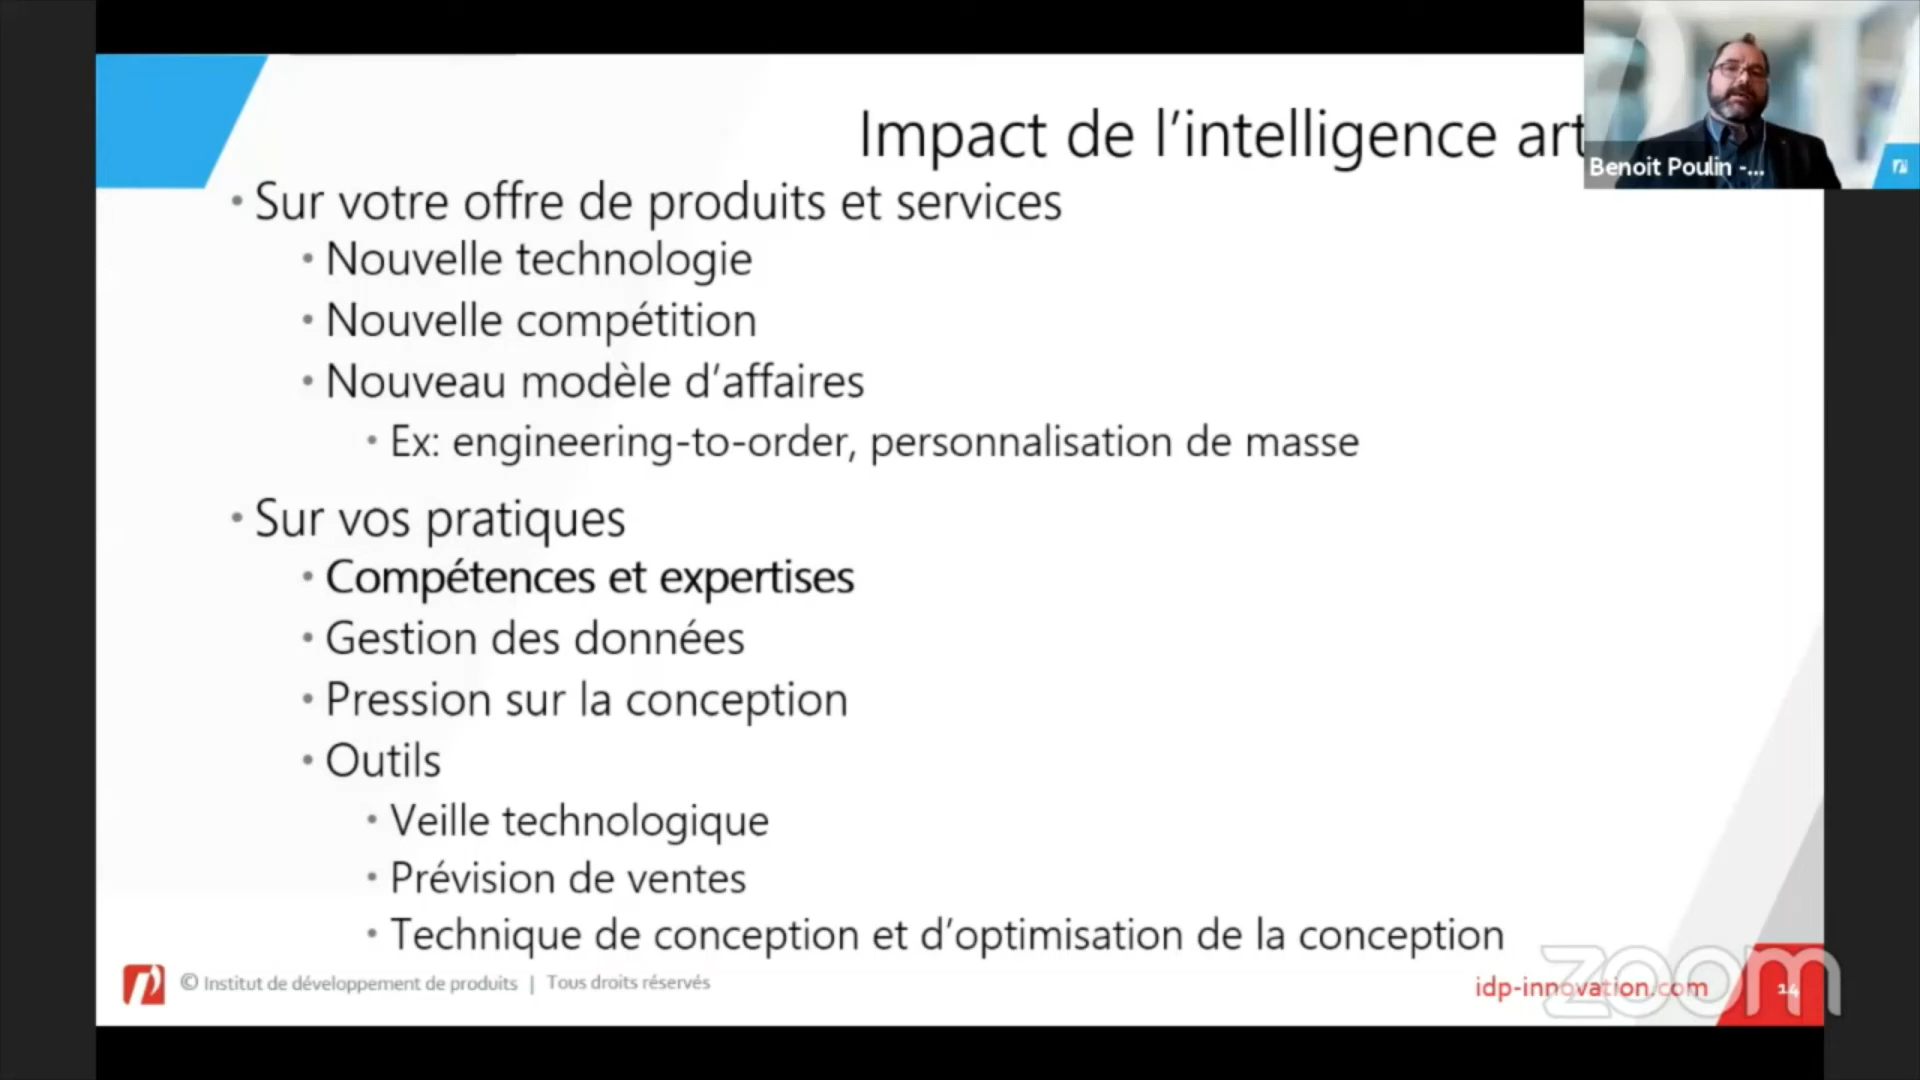 Impact de l’intelligence art
Benoit Poulin -...
• Sur votre offre de produits et services
• Nouvelle technologie
• Nouvelle compétition
• Nouveau modèle d’affaires
• Ex: engineering-to-order, personnalisation de masse
• Sur vos pratiques
• Compétences et expertises
• Gestion des données
• Pression sur la conception
• Outils
• Veille technologique
• Prévision de ventes
• Technique de conception et d’optimisation de la conception
© Institut de développement de produits | Tous droits réservés
idp-innovation.com
14
zoom